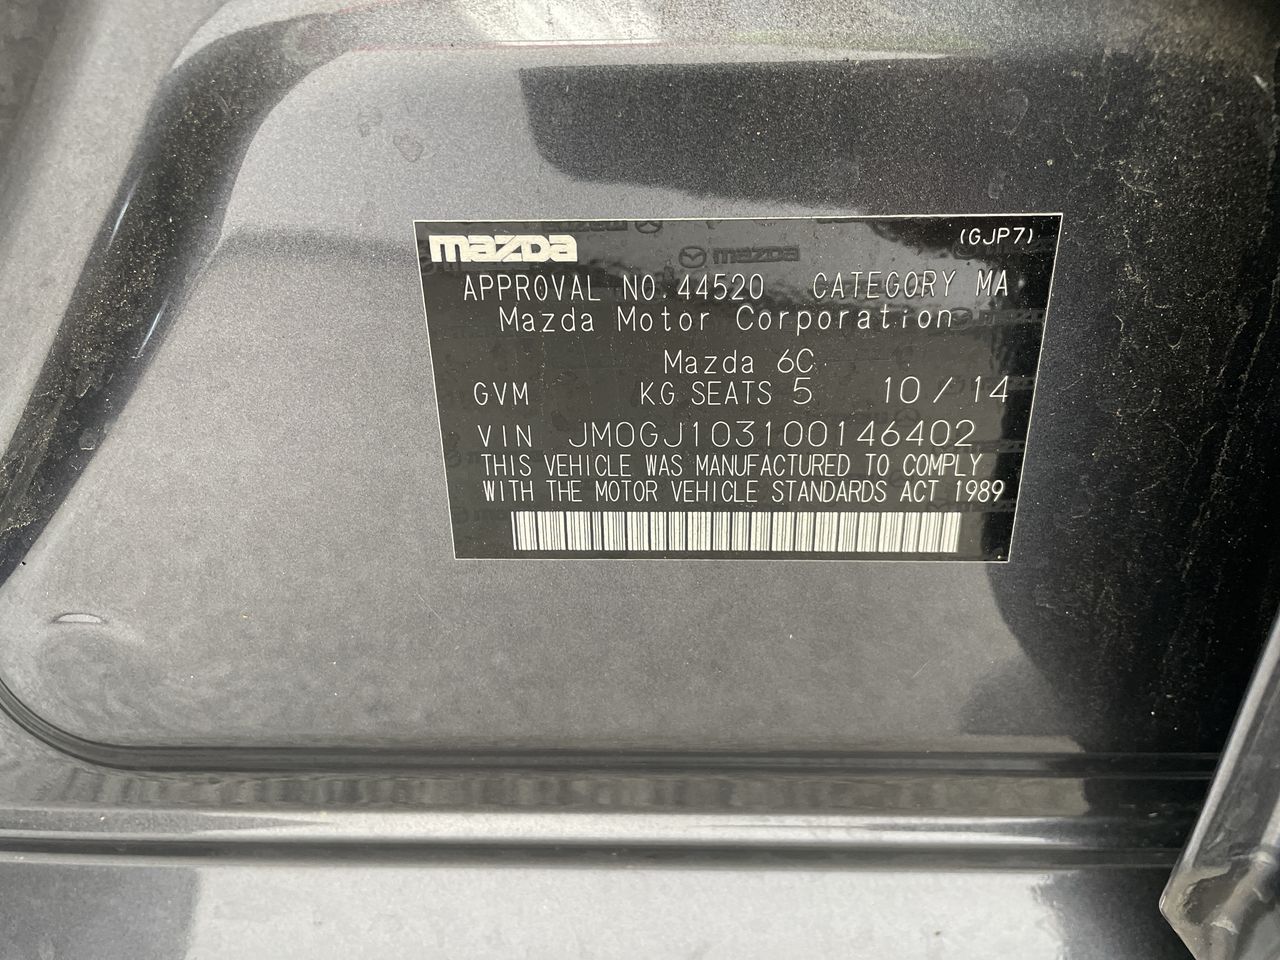 mazda (GJP7)
APPROVAL NO.44520 CATEGORY MA
Mazda Motor Corporation
Mazda 6C
GVM KG SEATS 5 10 / 14
VIN JM0GJ103100146402
THIS VEHICLE WAS MANUFACTURED TO COMPLY
WITH THE MOTOR VEHICLE STANDARDS ACT 1989